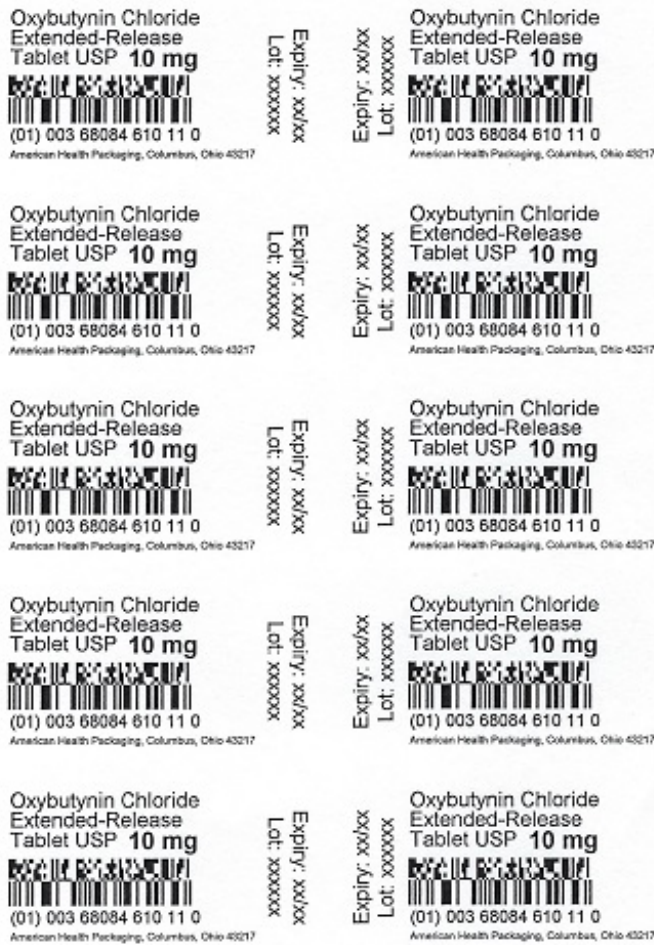 Oxybutynin Chloride
Extended-Release
Tablet USP 10 mg
(01) 003 68084 610 11 0
American Health Packaging, Columbus, Ohio 43217
Expiry: xx/xx
Lot: xxxxxx
Expiry: xx/xx
Lot: xxxxxx
Oxybutynin Chloride
Extended-Release
Tablet USP 10 mg
(01) 003 68084 610 11 0
American Health Packaging, Columbus, Ohio 43217
Oxybutynin Chloride
Extended-Release
Tablet USP 10 mg
(01) 003 68084 610 11 0
American Health Packaging, Columbus, Ohio 43217
Expiry: xx/xx
Lot: xxxxxx
Expiry: xx/xx
Lot: xxxxxx
Oxybutynin Chloride
Extended-Release
Tablet USP 10 mg
(01) 003 68084 610 11 0
American Health Packaging, Columbus, Ohio 43217
Oxybutynin Chloride
Extended-Release
Tablet USP 10 mg
(01) 003 68084 610 11 0
American Health Packaging, Columbus, Ohio 43217
Expiry: xx/xx
Lot: xxxxxx
Expiry: xx/xx
Lot: xxxxxx
Oxybutynin Chloride
Extended-Release
Tablet USP 10 mg
(01) 003 68084 610 11 0
American Health Packaging, Columbus, Ohio 43217
Oxybutynin Chloride
Extended-Release
Tablet USP 10 mg
(01) 003 68084 610 11 0
American Health Packaging, Columbus, Ohio 43217
Expiry: xx/xx
Lot: xxxxxx
Expiry: xx/xx
Lot: xxxxxx
Oxybutynin Chloride
Extended-Release
Tablet USP 10 mg
(01) 003 68084 610 11 0
American Health Packaging, Columbus, Ohio 43217
Oxybutynin Chloride
Extended-Release
Tablet USP 10 mg
(01) 003 68084 610 11 0
American Health Packaging, Columbus, Ohio 43217
Expiry: xx/xx
Lot: xxxxxx
Expiry: xx/xx
Lot: xxxxxx
Oxybutynin Chloride
Extended-Release
Tablet USP 10 mg
(01) 003 68084 610 11 0
American Health Packaging, Columbus, Ohio 43217